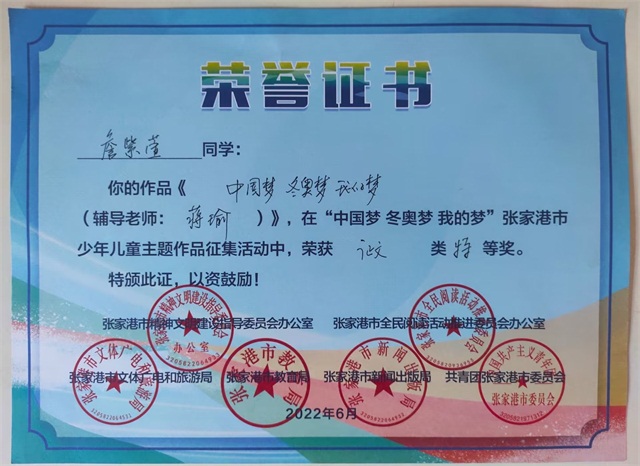 荣誉证书
詹紫萱 同学：
你的作品《 中国梦 冬奥梦 我的梦
（辅导老师： 蒋瑜 ）》，在“中国梦 冬奥梦 我的梦”张家港市
少年儿童主题作品征集活动中，荣获 征文 类 特 等奖。
特颁此证，以资鼓励！
张家港市精神文明建设指导委员会办公室 张家港市全民阅读活动推进委员会办公室
张家港市文体广电和旅游局 张家港市教育局 张家港市新闻出版局 共青团张家港市委员会
2022年6月